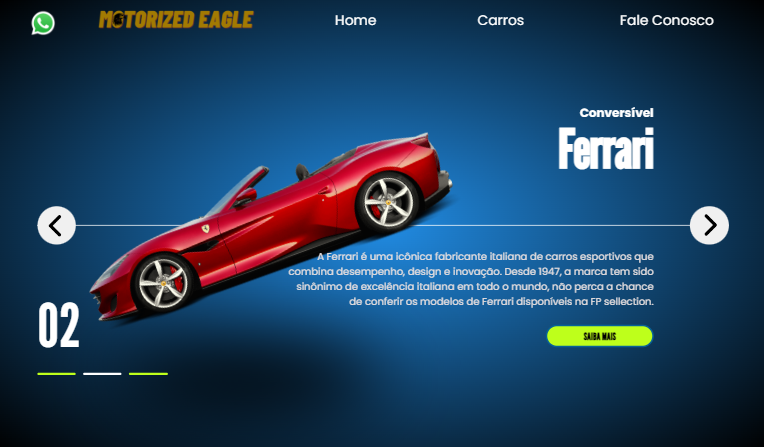 MOTORIZED EAGLE
Home
Carros
Fale Conosco
Conversível
Ferrari
A Ferrari é uma icônica fabricante italiana de carros esportivos que
combina desempenho, design e inovação. Desde 1947, a marca tem sido
sinônimo de excelência italiana em todo o mundo, não perca a chance
de conferir os modelos de Ferrari disponíveis na FP sellection.
02
SAIBA MAIS